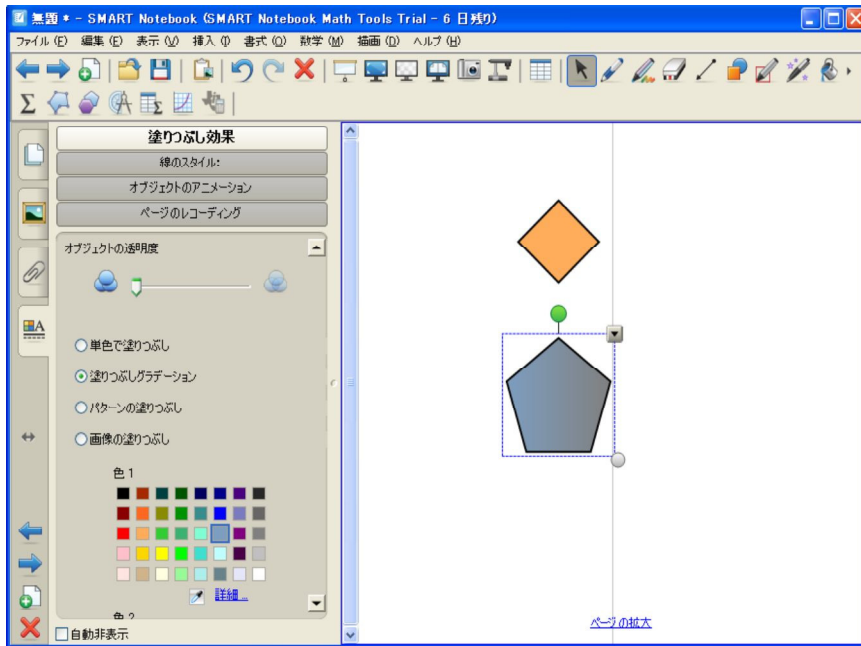 無題 * - SMART Notebook (SMART Notebook Math Tools Trial - 6 日残り)
ファイル(F) 編集(E) 表示(V) 挿入(I) 書式(O) 数学(M) 描画(D) ヘルプ(H)
塗りつぶし効果
線のスタイル:
オブジェクトのアニメーション
ページのレコーディング
オブジェクトの透明度
単色で塗りつぶし
塗りつぶしグラデーション
パターンの塗りつぶし
画像の塗りつぶし
色 1
詳細...
色 2
自動非表示
ページの拡大